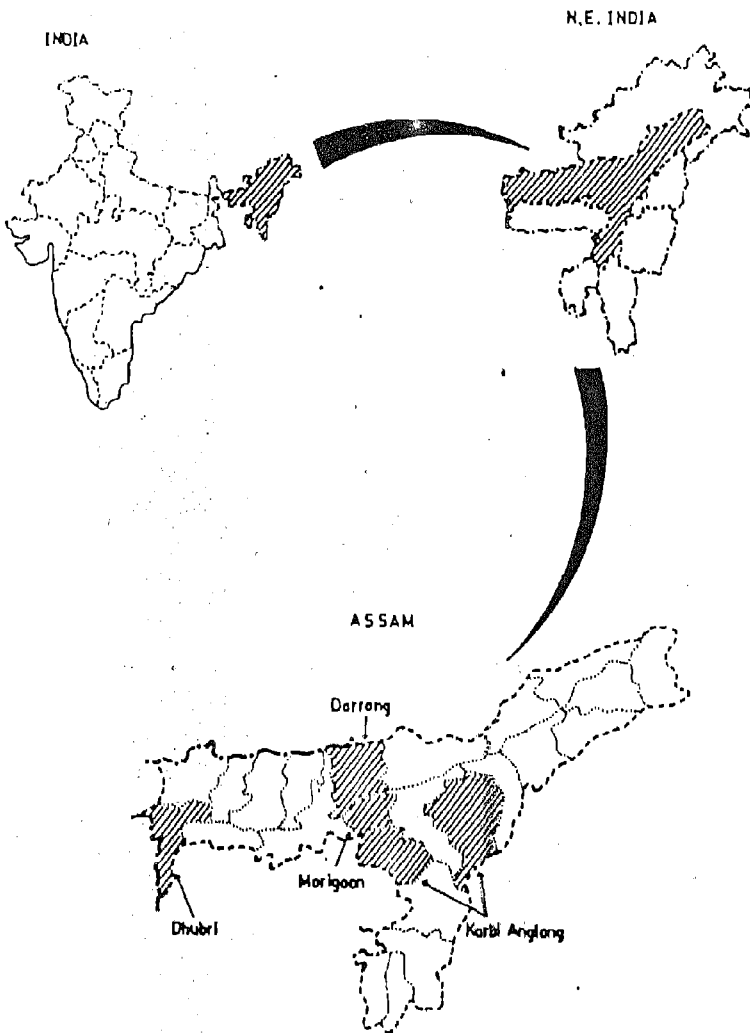 INDIA
N.E. INDIA
ASSAM
Darrang
Morigaon
Dhubri
Karbi Anglong